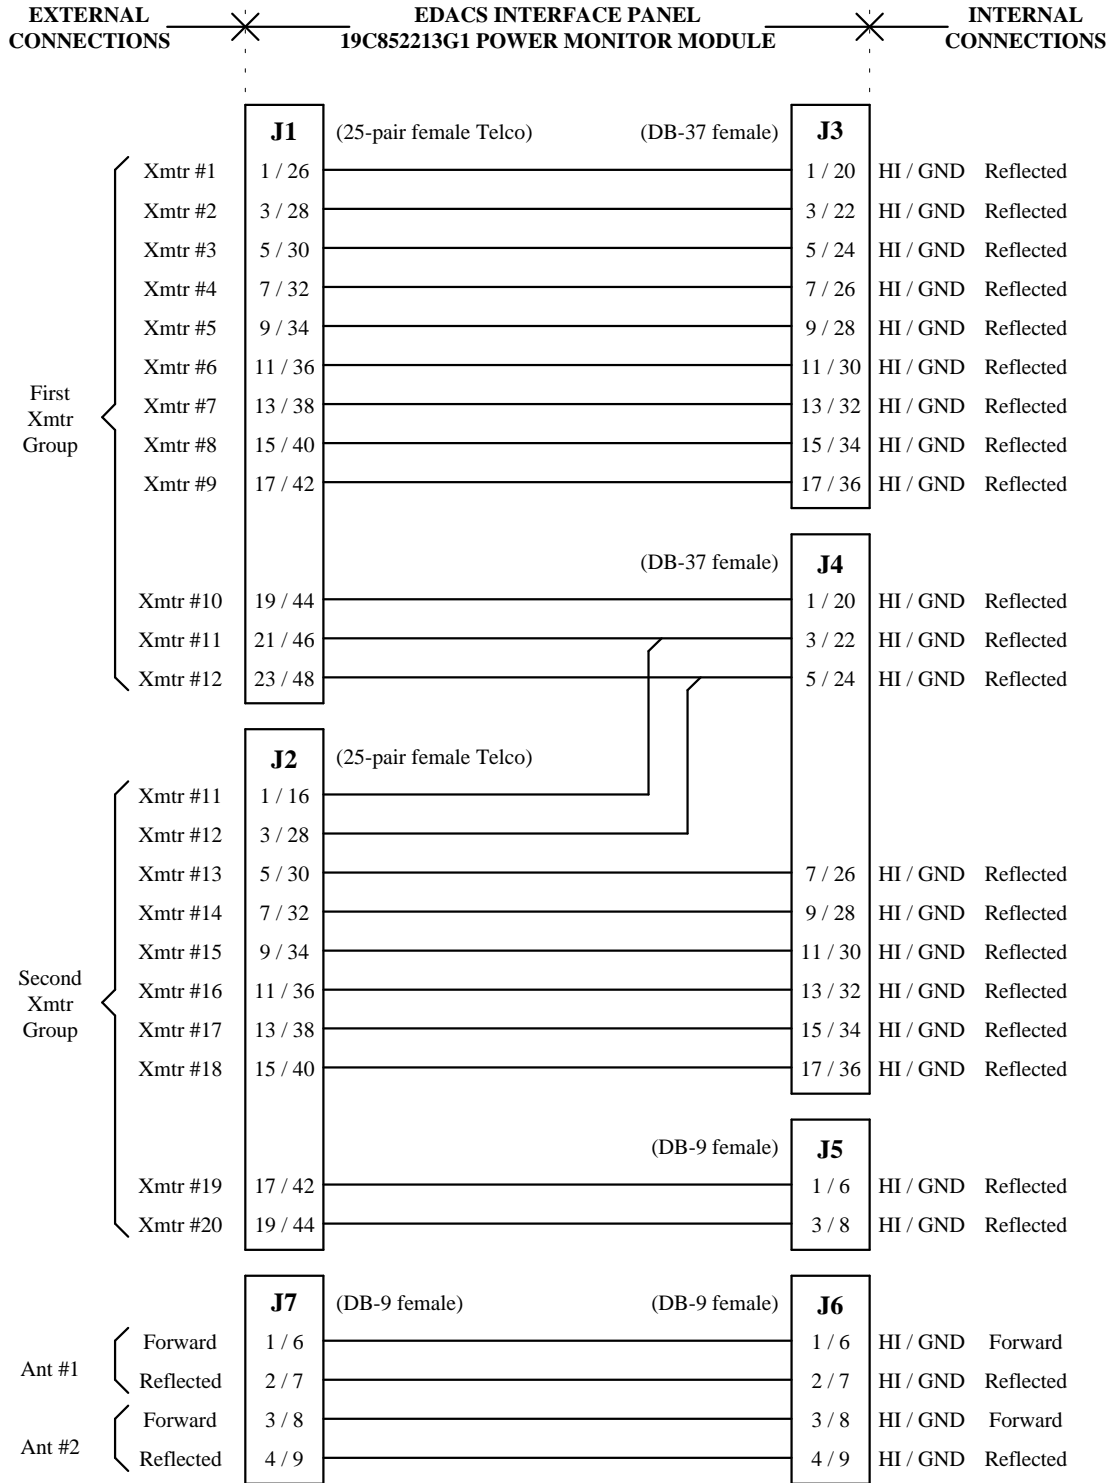 EXTERNAL CONNECTIONS EDACS INTERFACE PANEL 19C852213G1 POWER MONITOR MODULE INTERNAL CONNECTIONS
J1 (25-pair female Telco) (DB-37 female) J3
Xmtr #1 1 / 26 1 / 20 HI / GND Reflected
Xmtr #2 3 / 28 3 / 22 HI / GND Reflected
Xmtr #3 5 / 30 5 / 24 HI / GND Reflected
Xmtr #4 7 / 32 7 / 26 HI / GND Reflected
Xmtr #5 9 / 34 9 / 28 HI / GND Reflected
Xmtr #6 11 / 36 11 / 30 HI / GND Reflected
First Xmtr Group
Xmtr #7 13 / 38 13 / 32 HI / GND Reflected
Xmtr #8 15 / 40 15 / 34 HI / GND Reflected
Xmtr #9 17 / 42 17 / 36 HI / GND Reflected
(DB-37 female) J4
Xmtr #10 19 / 44 1 / 20 HI / GND Reflected
Xmtr #11 21 / 46 3 / 22 HI / GND Reflected
Xmtr #12 23 / 48 5 / 24 HI / GND Reflected
J2 (25-pair female Telco)
Xmtr #11 1 / 16
Xmtr #12 3 / 28
Xmtr #13 5 / 30 7 / 26 HI / GND Reflected
Xmtr #14 7 / 32 9 / 28 HI / GND Reflected
Xmtr #15 9 / 34 11 / 30 HI / GND Reflected
Second Xmtr Group
Xmtr #16 11 / 36 13 / 32 HI / GND Reflected
Xmtr #17 13 / 38 15 / 34 HI / GND Reflected
Xmtr #18 15 / 40 17 / 36 HI / GND Reflected
(DB-9 female) J5
Xmtr #19 17 / 42 1 / 6 HI / GND Reflected
Xmtr #20 19 / 44 3 / 8 HI / GND Reflected
J7 (DB-9 female) (DB-9 female) J6
Ant #1
Forward 1 / 6 1 / 6 HI / GND Forward
Reflected 2 / 7 2 / 7 HI / GND Reflected
Ant #2
Forward 3 / 8 3 / 8 HI / GND Forward
Reflected 4 / 9 4 / 9 HI / GND Reflected